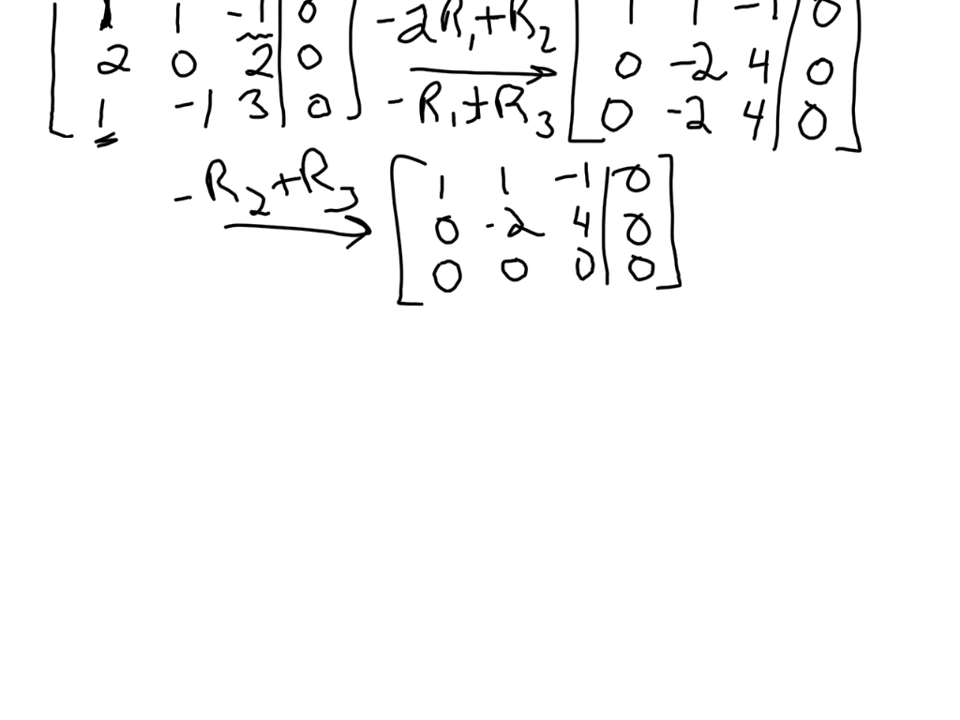 [ 1 1 -1 | 0 ] -2R₁+R₂ [ 1 1 -1 | 0 ]
[ 2 0 2 | 0 ] → [ 0 -2 4 | 0 ]
[ 1 -1 3 | 0 ] -R₁+R₃ [ 0 -2 4 | 0 ]
-R₂+R₃ → [ 1 1 -1 | 0 ]
[ 0 -2 4 | 0 ]
[ 0 0 0 | 0 ]